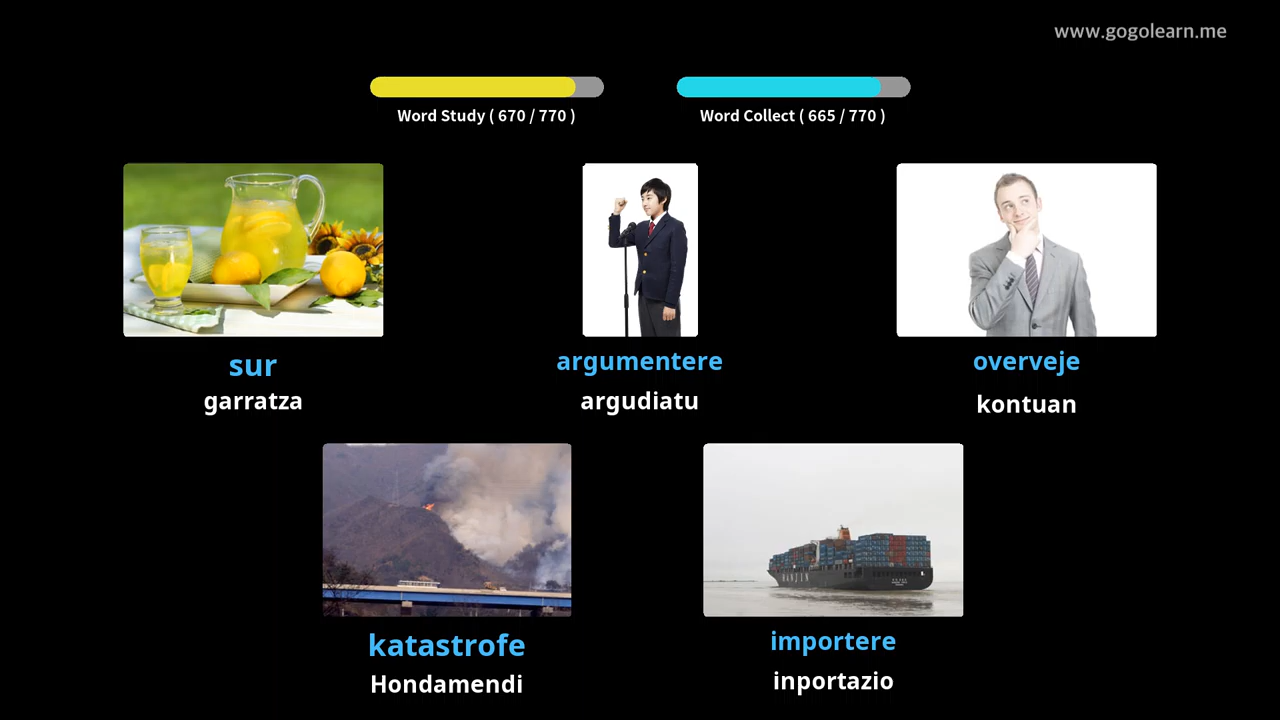 www.gogolearn.me
Word Study ( 670 / 770 )
Word Collect ( 665 / 770 )
sur
garratza
argumentere
argudiatu
overveje
kontuan
HANJIN
katastrofe
Hondamendi
importere
inportazio